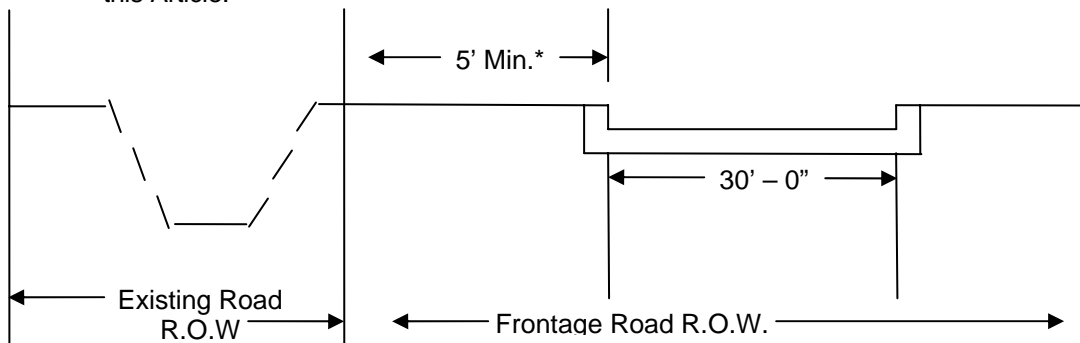 this Article.
5’ Min.*
30’ – 0”
Existing Road
R.O.W
Frontage Road R.O.W.